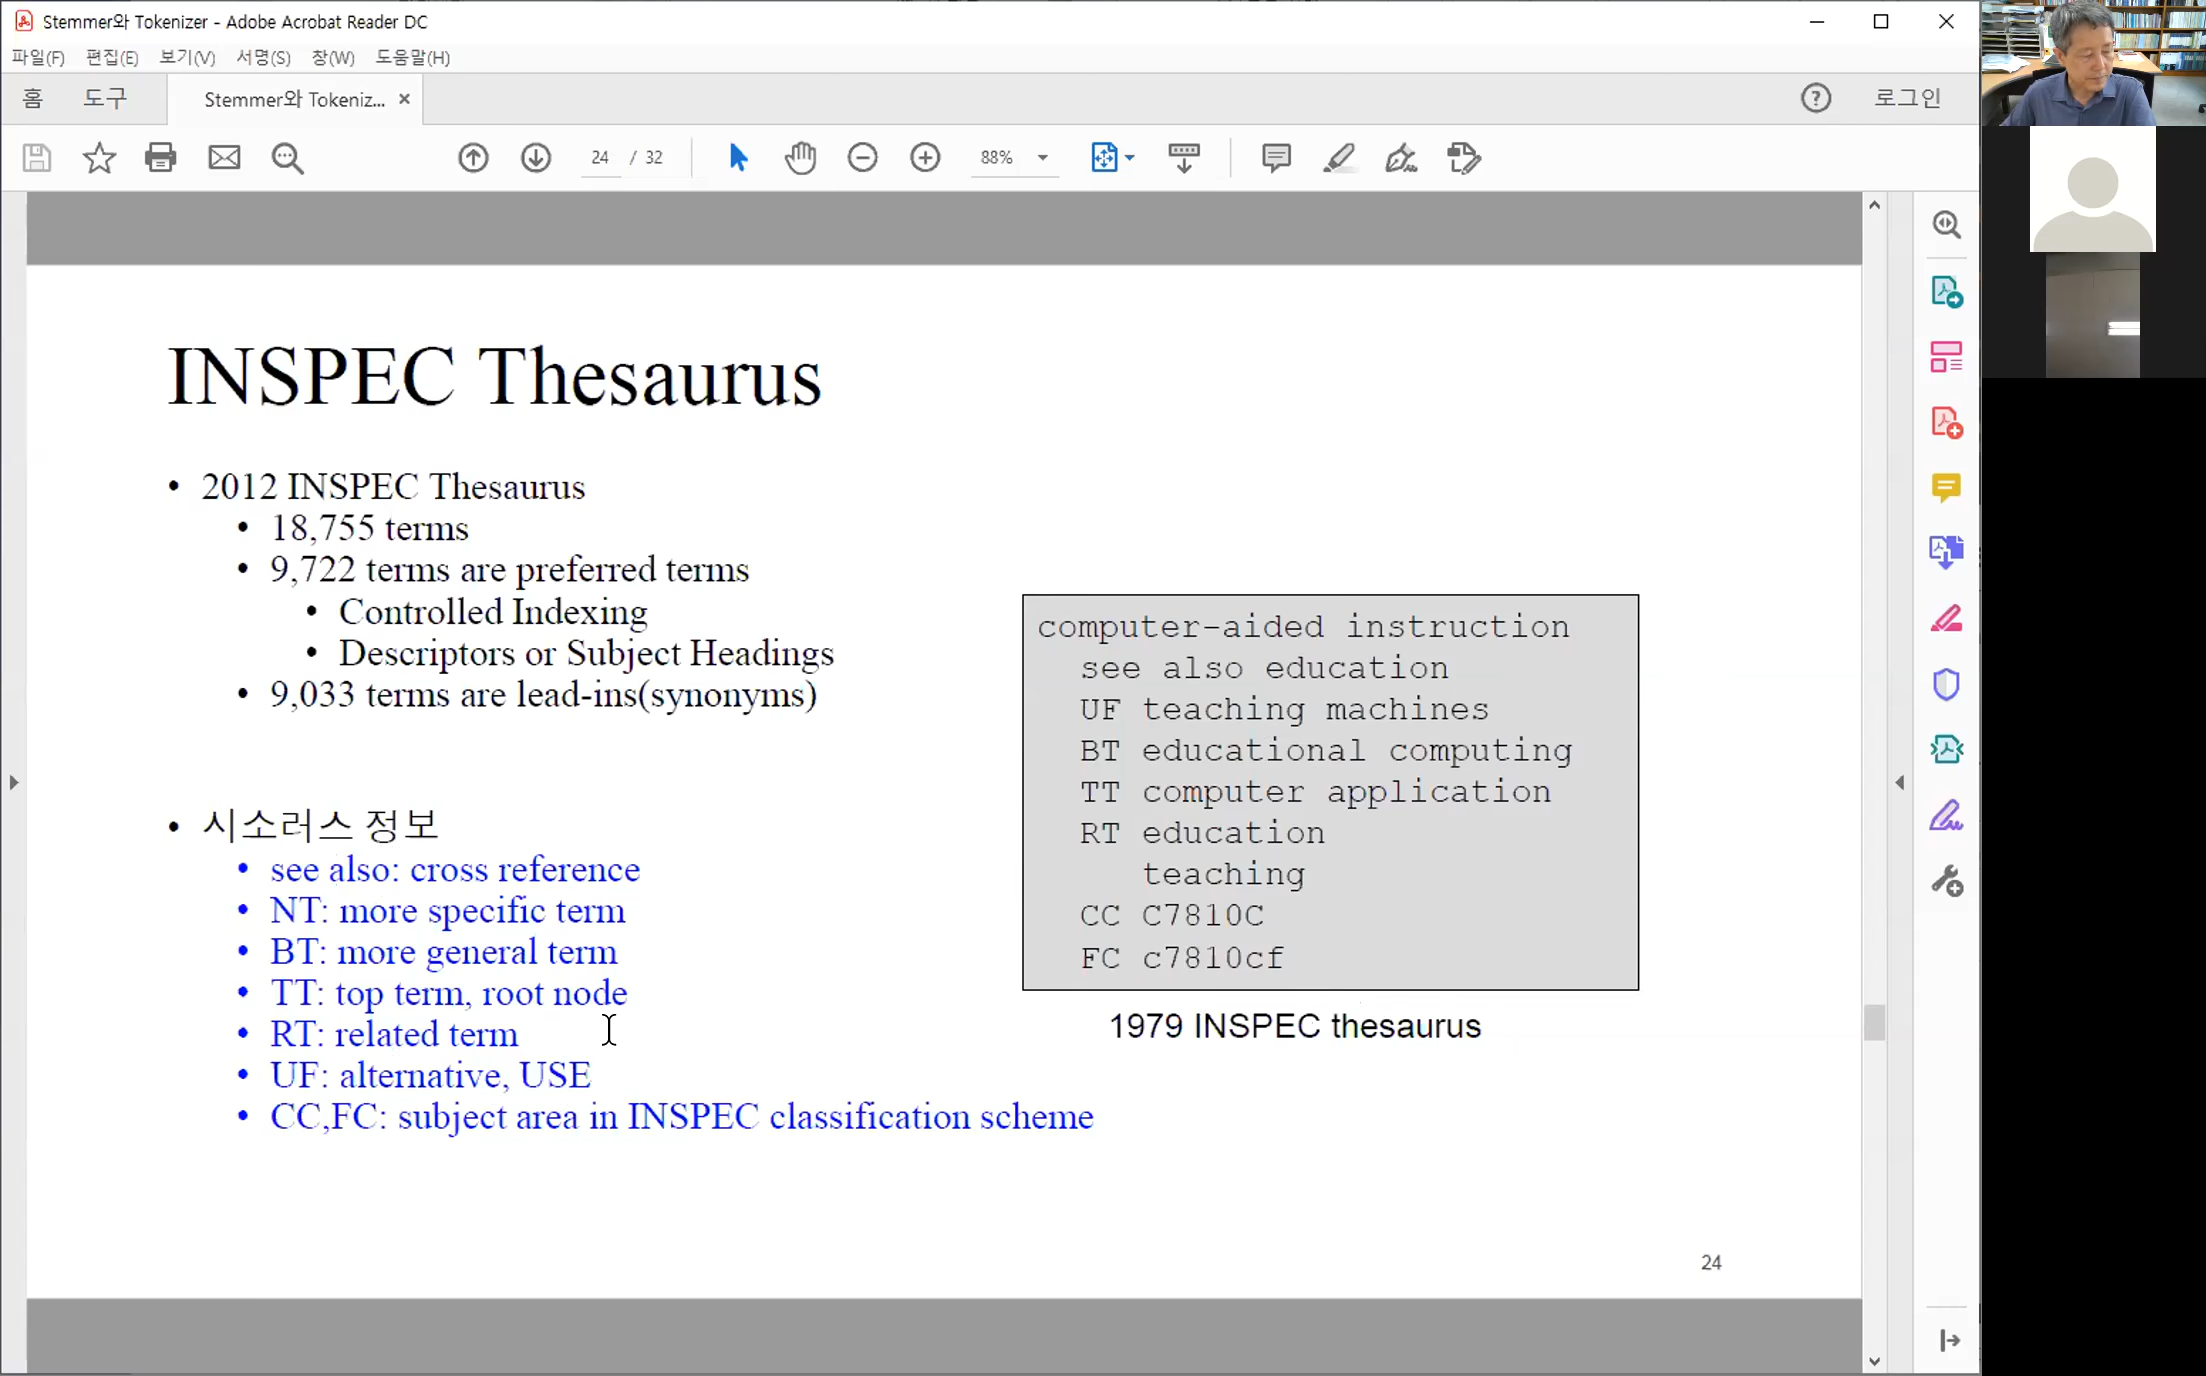 Stemmer와 Tokenizer - Adobe Acrobat Reader DC
파일(F) 편집(E) 보기(V) 서명(S) 창(W) 도움말(H)
홈 도구 Stemmer와 Tokeniz... 로그인
24 / 32 88%
INSPEC Thesaurus
• 2012 INSPEC Thesaurus
• 18,755 terms
• 9,722 terms are preferred terms
• Controlled Indexing
• Descriptors or Subject Headings
• 9,033 terms are lead-ins(synonyms)
• 시소러스 정보
• see also: cross reference
• NT: more specific term
• BT: more general term
• TT: top term, root node
• RT: related term
• UF: alternative, USE
• CC,FC: subject area in INSPEC classification scheme
computer-aided instruction
see also education
UF teaching machines
BT educational computing
TT computer application
RT education
teaching
CC C7810C
FC c7810cf
1979 INSPEC thesaurus
24